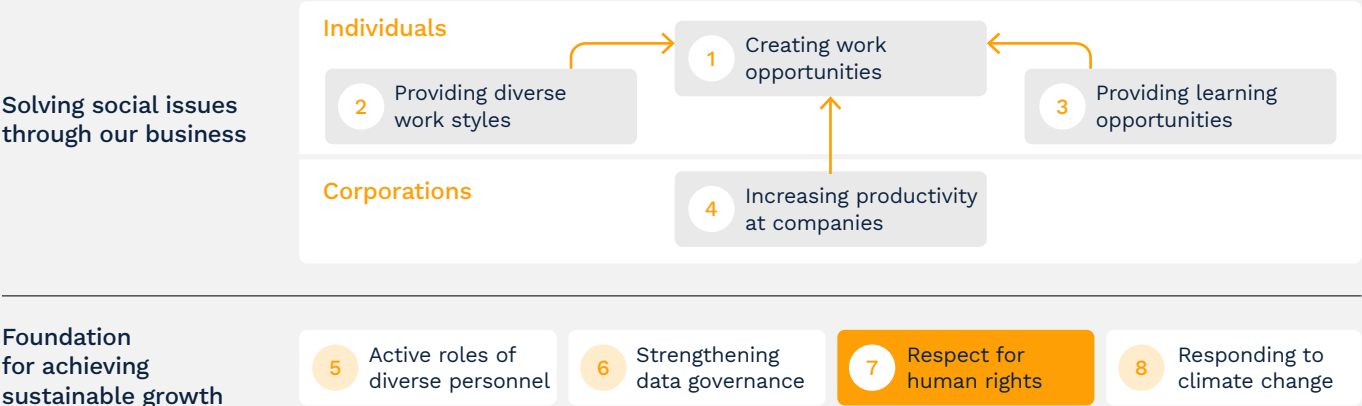 Solving social issues
through our business
Individuals
1
Creating work
opportunities
2
Providing diverse
work styles
3
Providing learning
opportunities
Corporations
4
Increasing productivity
at companies
Foundation
for achieving
sustainable growth
5
Active roles of
diverse personnel
6
Strengthening
data governance
7
Respect for
human rights
8
Responding to
climate change